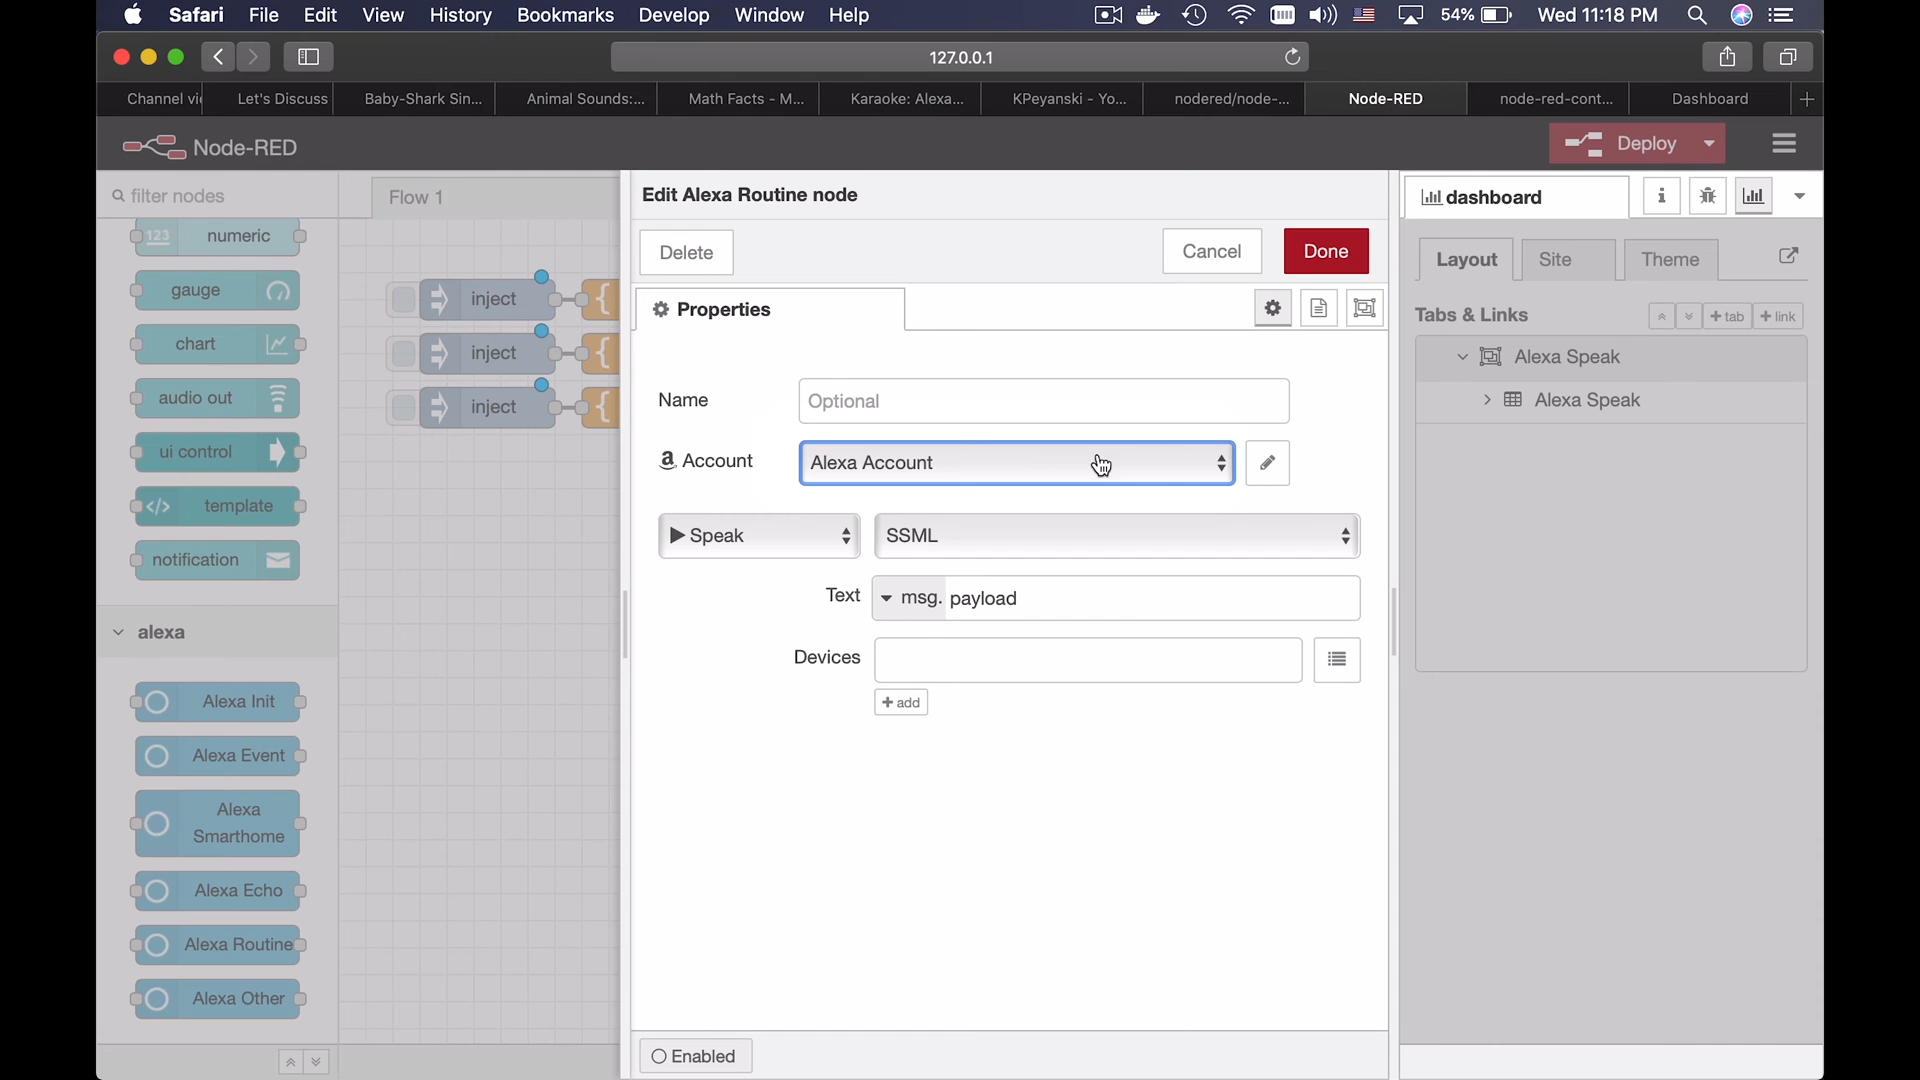 Safari File Edit View History Bookmarks Develop Window Help 54% Wed 11:18 PM
127.0.0.1
Channel vi Let's Discuss Baby-Shark Sin... Animal Sounds:... Math Facts - M... Karaoke: Alexa... KPeyanski - Yo... nodered/node-... Node-RED node-red-cont... Dashboard +
Node-RED Deploy
filter nodes
Flow 1
123 numeric
gauge
chart
audio out
ui control
</> template
notification
alexa
Alexa Init
Alexa Event
Alexa
Smarthome
Alexa Echo
Alexa Routine
Alexa Other
inject
inject
inject
Edit Alexa Routine node
Delete Cancel Done
Properties
Name Optional
a Account Alexa Account
Speak SSML
Text msg. payload
Devices
+ add
Enabled
dashboard i
Layout Site Theme
Tabs & Links + tab + link
Alexa Speak
Alexa Speak